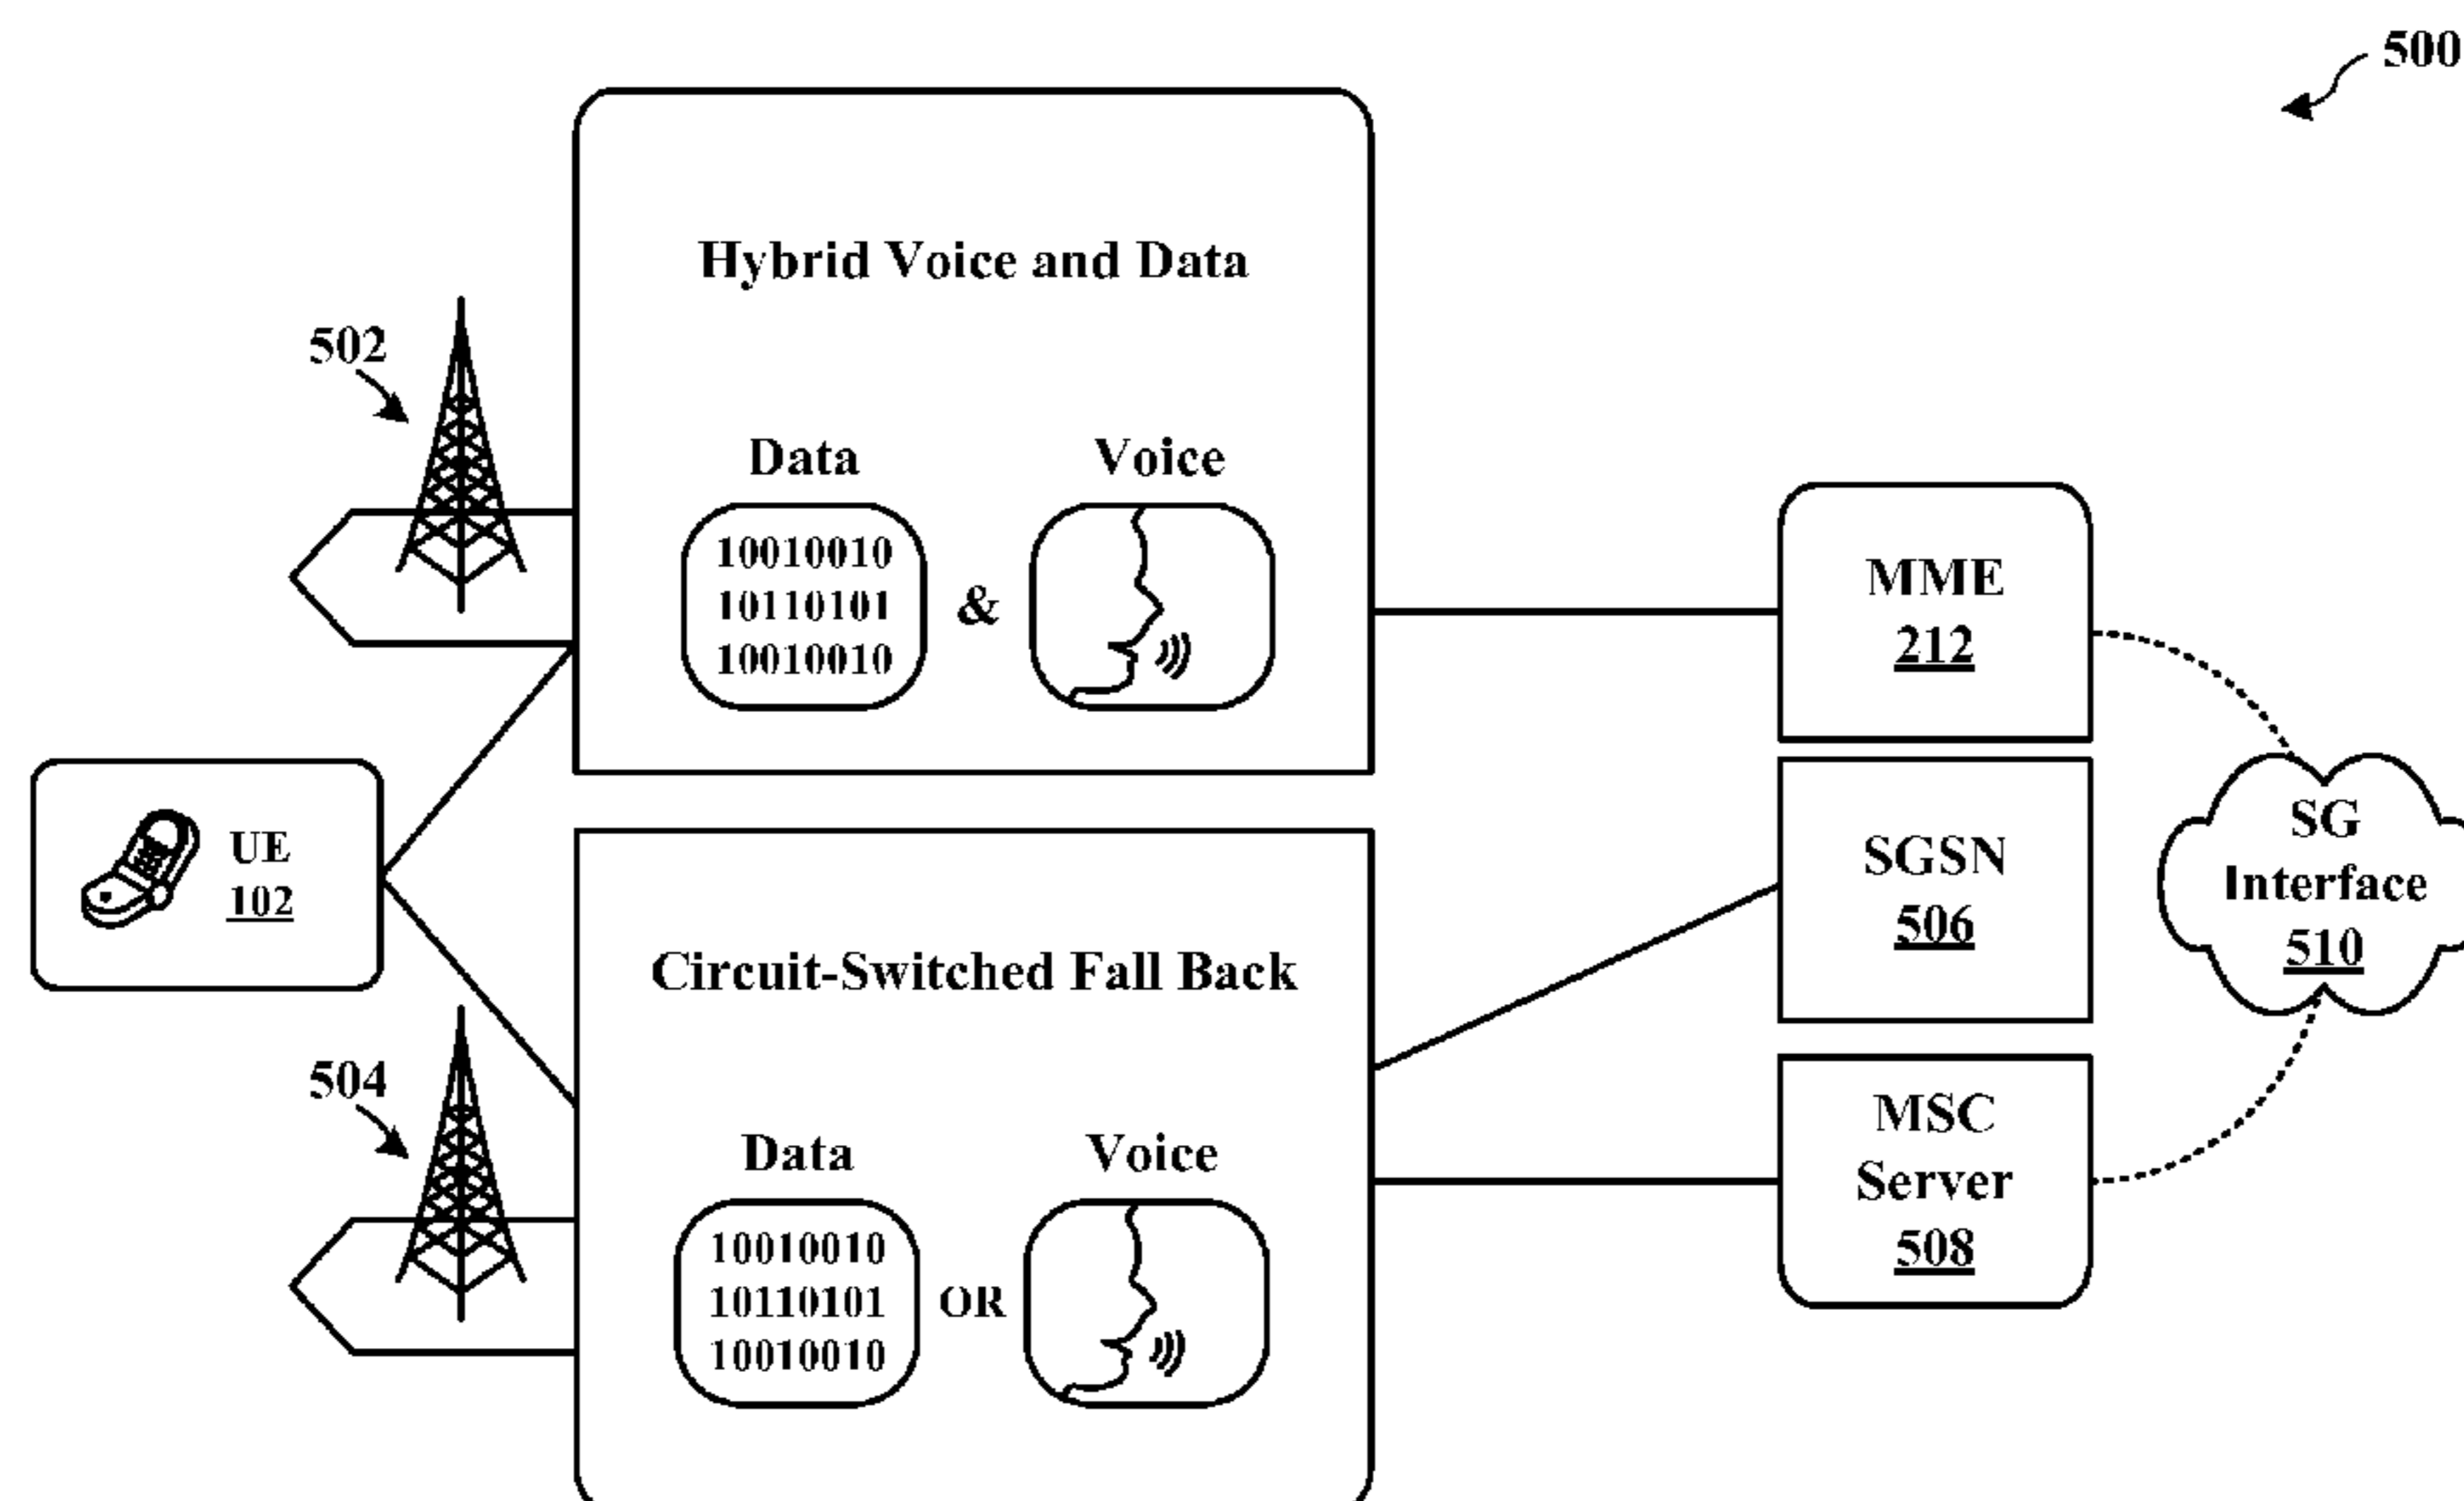 500
Hybrid Voice and Data
502
Data
Voice
10010010
10110101
10010010
&
MME
212
UE
102
SGSN
506
SG
Interface
510
Circuit-Switched Fall Back
504
Data
Voice
10010010
10110101
10010010
OR
MSC
Server
508